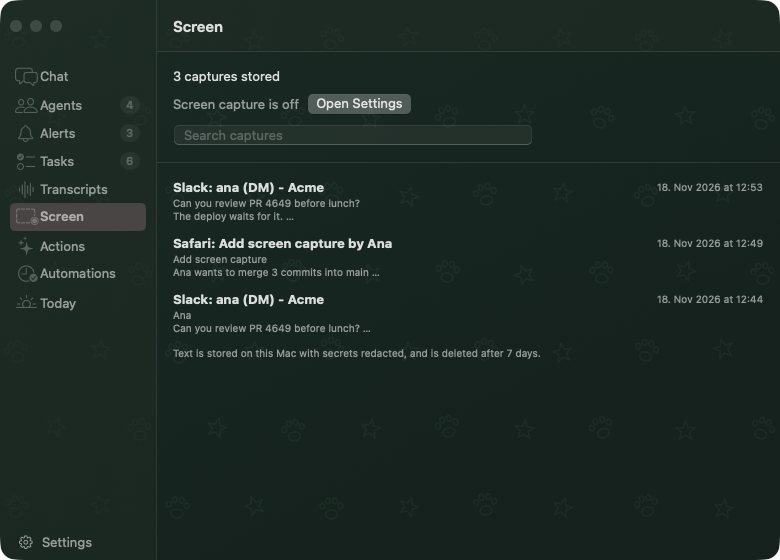 Screen
Chat
Agents 4
Alerts 3
Tasks 6
Transcripts
Screen
Actions
Automations
Today
Settings
3 captures stored
Screen capture is off Open Settings
Search captures
Slack: ana (DM) - Acme 18. Nov 2026 at 12:53
Can you review PR 4649 before lunch?
The deploy waits for it. ...
Safari: Add screen capture by Ana 18. Nov 2026 at 12:49
Add screen capture
Ana wants to merge 3 commits into main ...
Slack: ana (DM) - Acme 18. Nov 2026 at 12:44
Ana
Can you review PR 4649 before lunch? ...
Text is stored on this Mac with secrets redacted, and is deleted after 7 days.